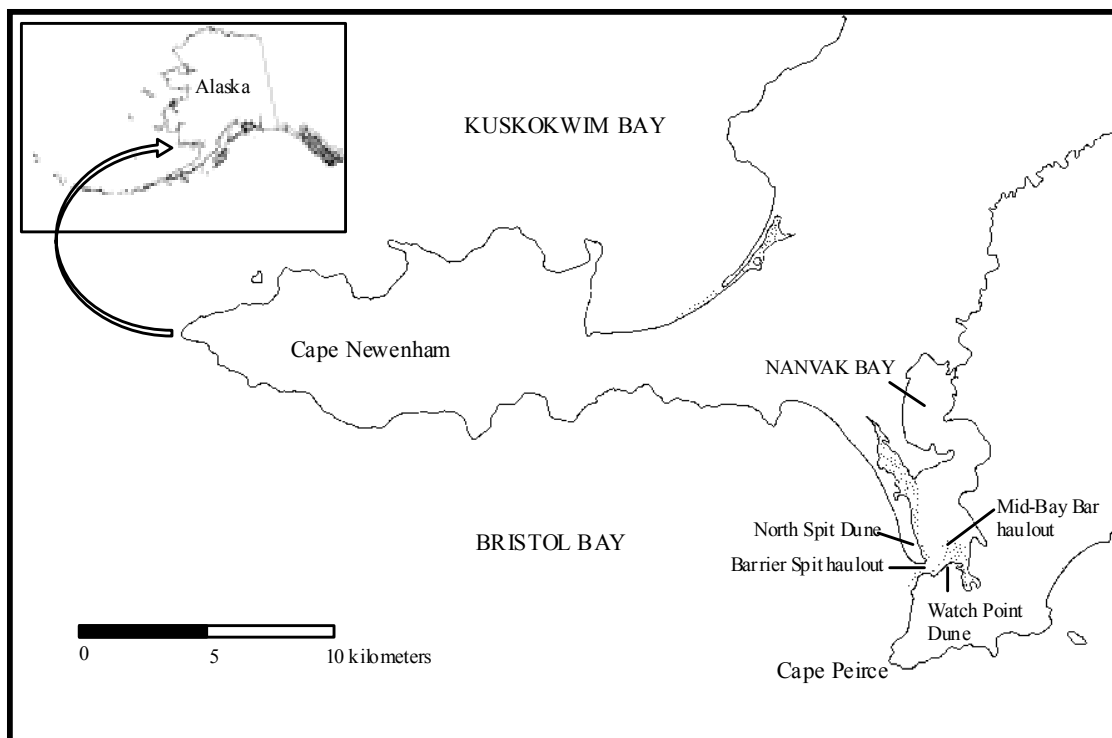 Alaska
KUSKOKWIM BAY
Cape Newenham
NANVAK BAY
BRISTOL BAY
North Spit Dune
Mid-Bay Bar
haulout
Barrier Spit haulout
Watch Point
Dune
Cape Peirce
0 5 10 kilometers